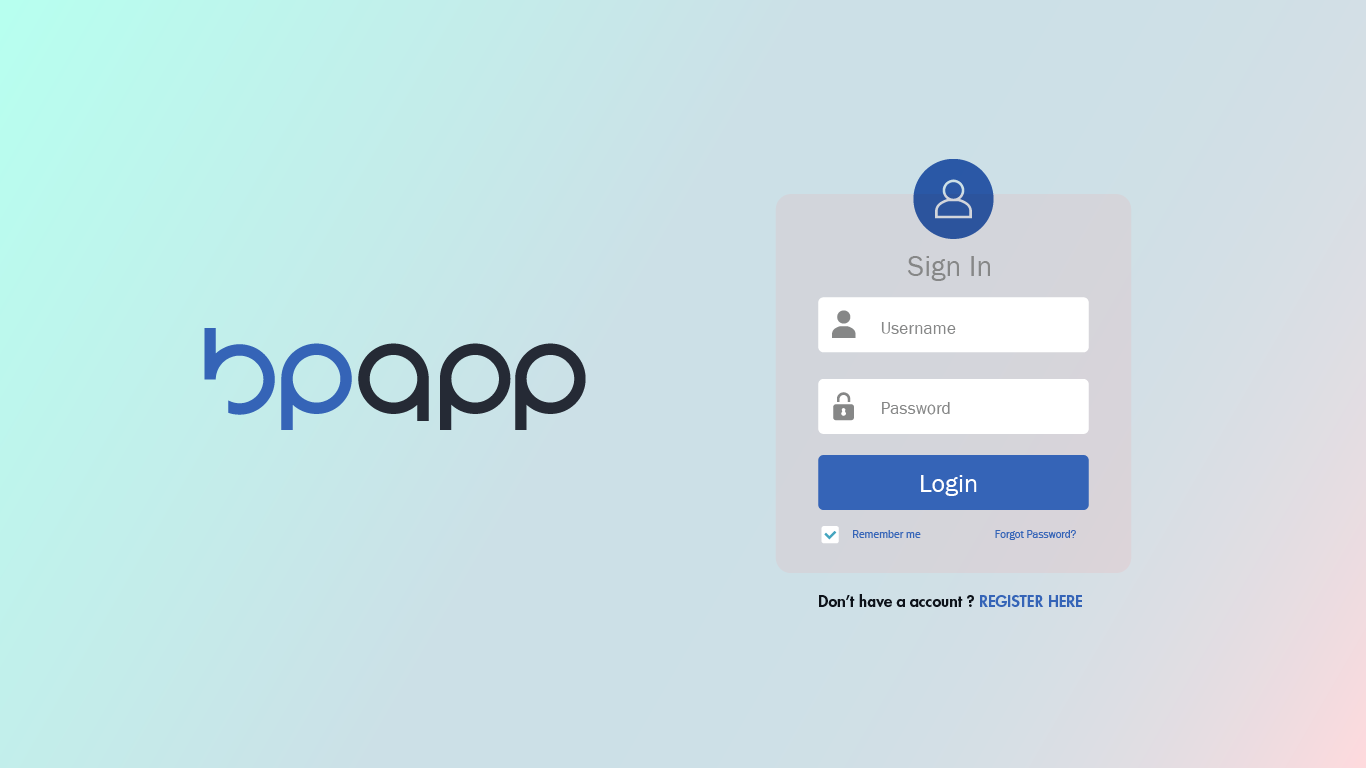 bpapp
Sign In
Username
Password
Login
Remember me
Forgot Password?
Don't have a account ? REGISTER HERE